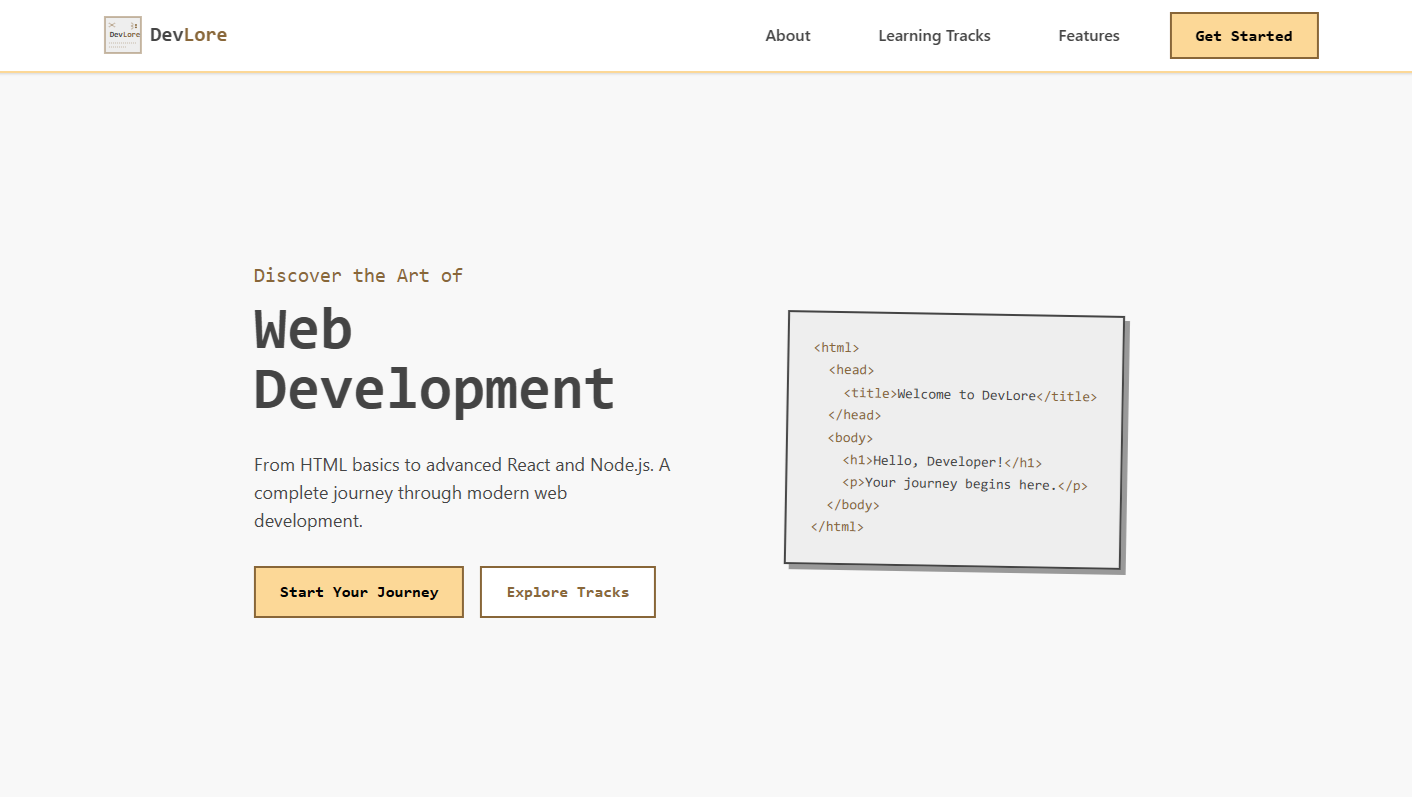 DevLore
DevLore
About
Learning Tracks
Features
Get Started
Discover the Art of
Web
Development
From HTML basics to advanced React and Node.js. A
complete journey through modern web
development.
Start Your Journey
Explore Tracks
<html>
<head>
<title>Welcome to DevLore</title>
</head>
<body>
<h1>Hello, Developer!</h1>
<p>Your journey begins here.</p>
</body>
</html>